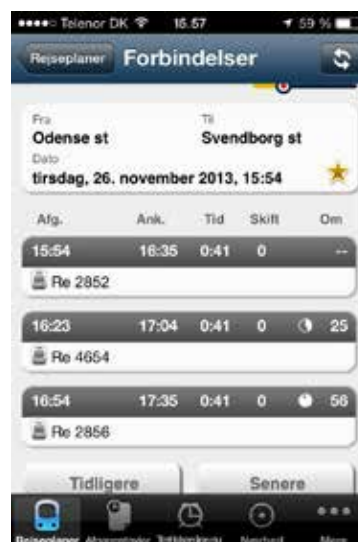 Telenor DK 15.57 59 %
Rejseplaner Forbindelser
Fra Til
Odense st Svendborg st
Dato
tirsdag, 26. november 2013, 15:54
Afg. Ank. Tid Skift Om
15:54 16:35 0:41 0 --
Re 2852
16:23 17:04 0:41 0 25
Re 4654
16:54 17:35 0:41 0 56
Re 2856
Tidligere Senere
Rejseplaner Mere